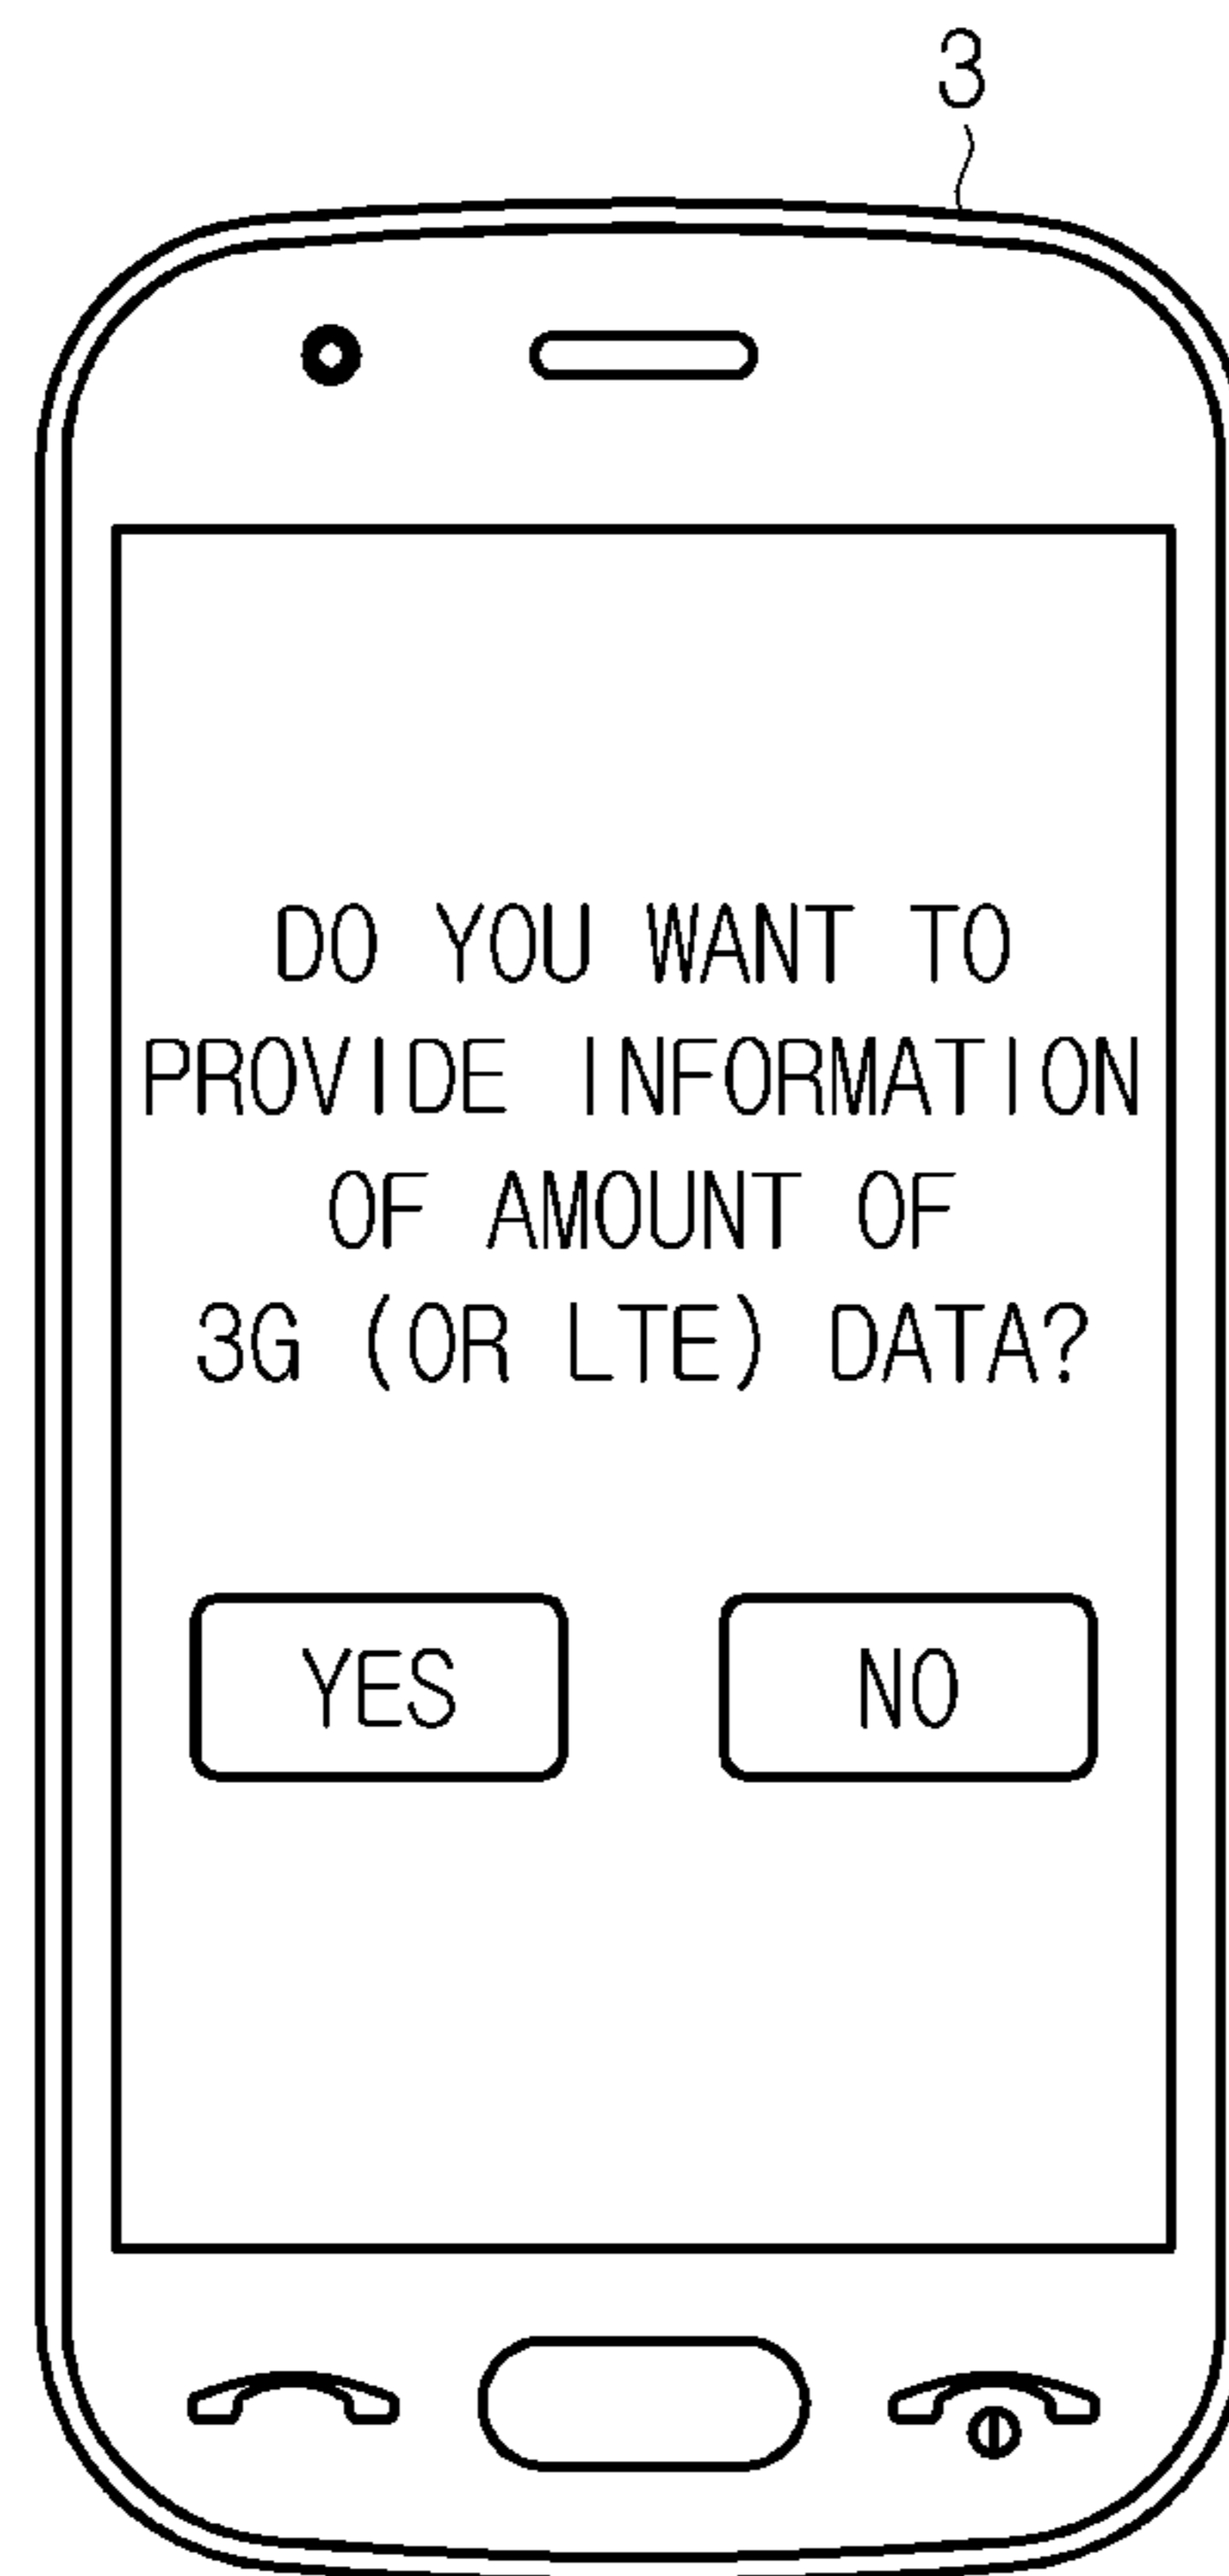 3
DO YOU WANT TO
PROVIDE INFORMATION
OF AMOUNT OF
3G (OR LTE) DATA?
YES NO